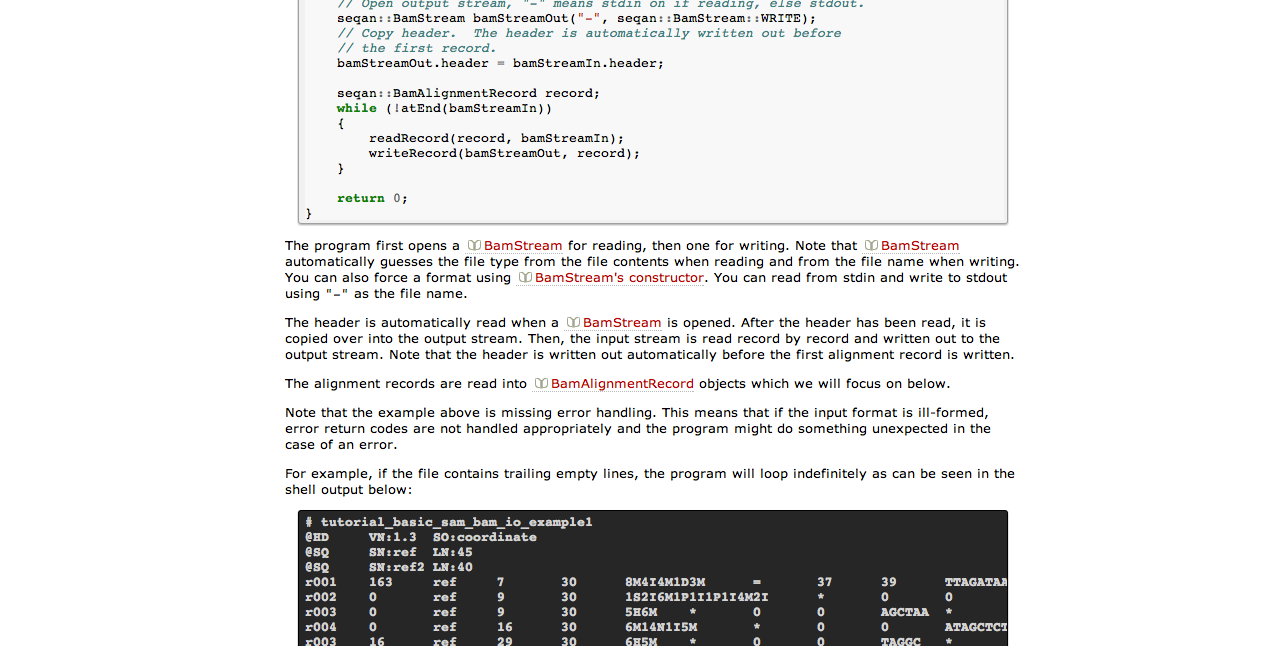 // Open output stream, "-" means stdin on if reading, else stdout.
seqan::BamStream bamStreamOut("-", seqan::BamStream::WRITE);
// Copy header.  The header is automatically written out before
// the first record.
bamStreamOut.header = bamStreamIn.header;
seqan::BamAlignmentRecord record;
while (!atEnd(bamStreamIn))
{
readRecord(record, bamStreamIn);
writeRecord(bamStreamOut, record);
}
return 0;
}
The program first opens a BamStream for reading, then one for writing. Note that BamStream
automatically guesses the file type from the file contents when reading and from the file name when writing.
You can also force a format using BamStream's constructor. You can read from stdin and write to stdout
using "-" as the file name.
The header is automatically read when a BamStream is opened. After the header has been read, it is
copied over into the output stream. Then, the input stream is read record by record and written out to the
output stream. Note that the header is written out automatically before the first alignment record is written.
The alignment records are read into BamAlignmentRecord objects which we will focus on below.
Note that the example above is missing error handling. This means that if the input format is ill-formed,
error return codes are not handled appropriately and the program might do something unexpected in the
case of an error.
For example, if the file contains trailing empty lines, the program will loop indefinitely as can be seen in the
shell output below:
# tutorial_basic_sam_bam_io_example1
@HD VN:1.3 SO:coordinate
@SQ SN:ref LN:45
@SQ SN:ref2 LN:40
r001 163 ref 7 30 8M4I4M1D3M = 37 39 TTAGATAA
r002 0 ref 9 30 1S2I6M1P1I1P1I4M2I * 0 0
r003 0 ref 9 30 5H6M * 0 0 AGCTAA *
r004 0 ref 16 30 6M14N1I5M * 0 0 ATAGCTCT
r003 16 ref 29 30 6H5M * 0 0 TAGGC *